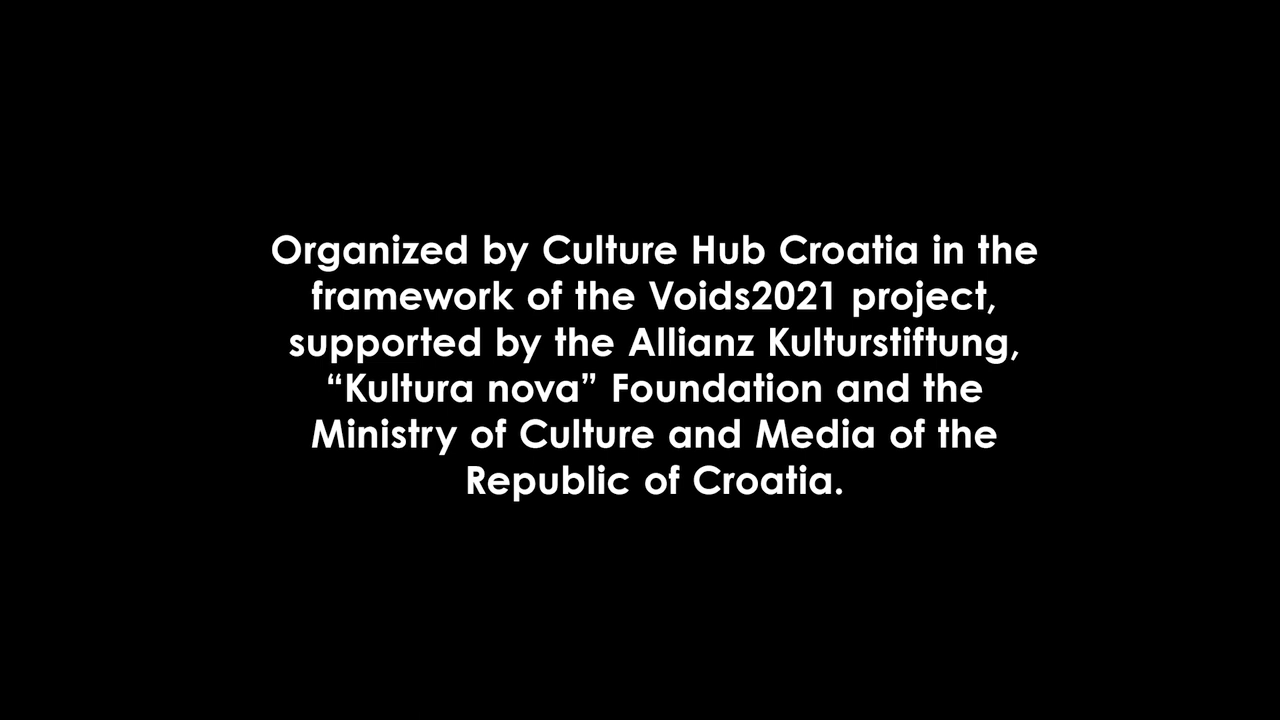 Organized by Culture Hub Croatia in the
framework of the Voids2021 project,
supported by the Allianz Kulturstiftung,
“Kultura nova” Foundation and the
Ministry of Culture and Media of the
Republic of Croatia.